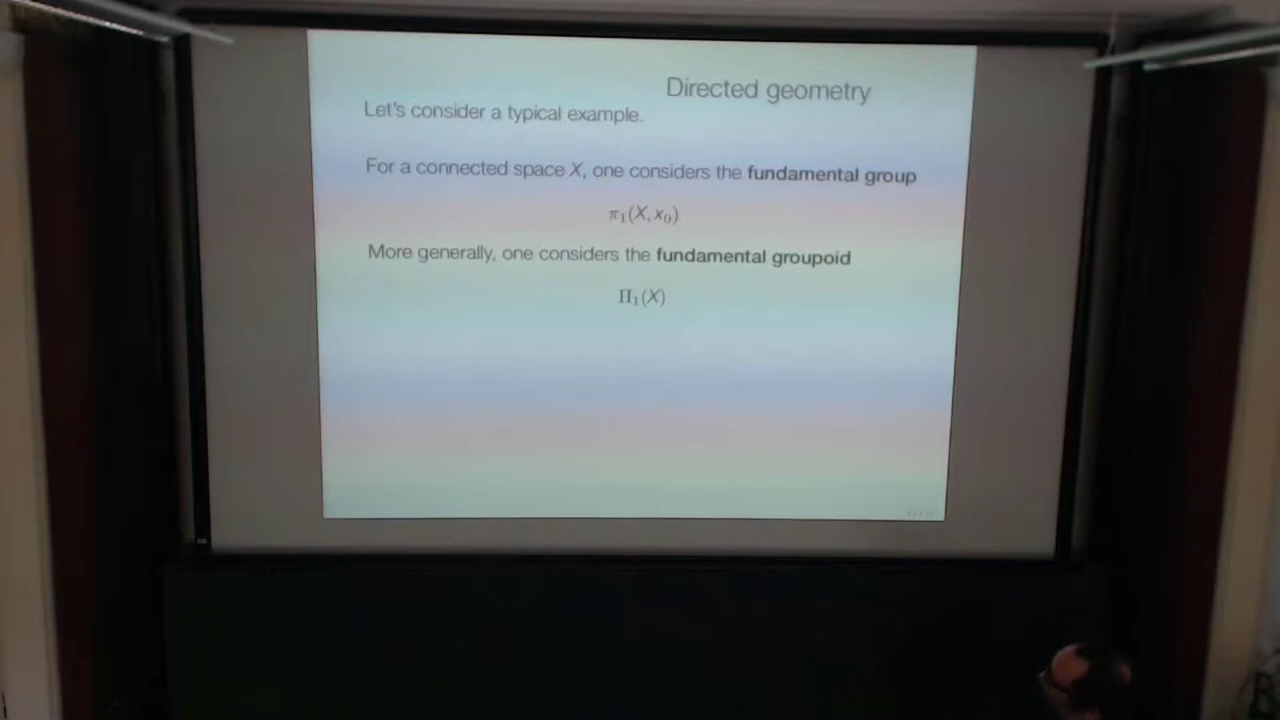 Directed geometry
Let's consider a typical example.
For a connected space X, one considers the fundamental group
π₁(X, x₀)
More generally, one considers the fundamental groupoid
Π₁(X)